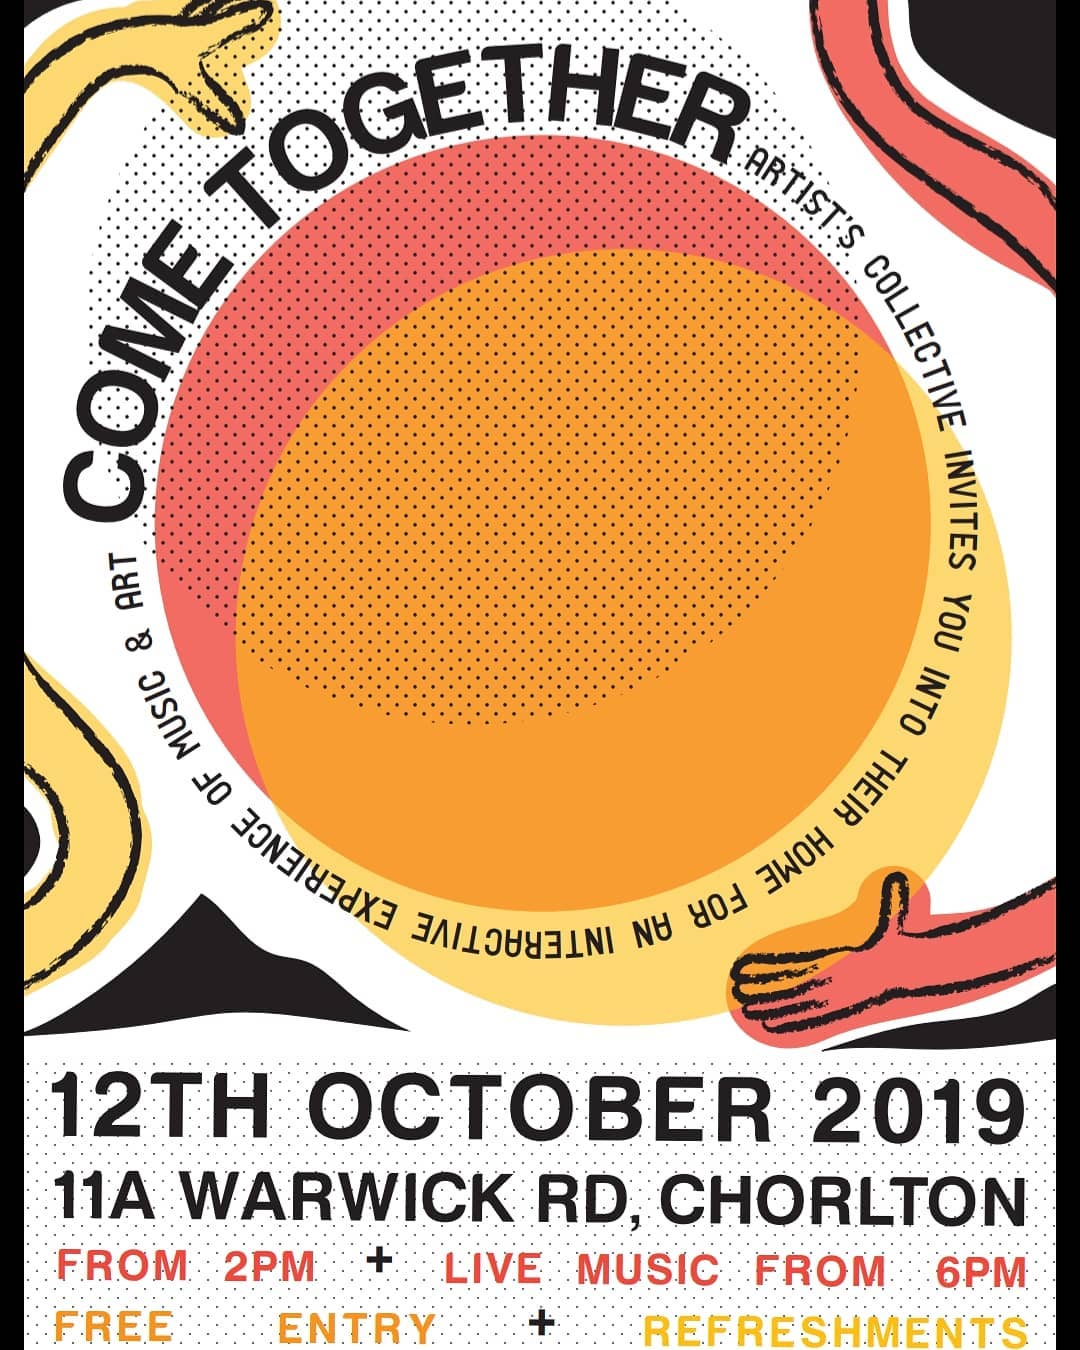 COME TOGETHER
ARTIST'S COLLECTIVE INVITES YOU INTO THEIR HOME FOR AN INTERACTIVE EXPERIENCE OF MUSIC & ART
12TH OCTOBER 2019
11A WARWICK RD, CHORLTON
FROM 2PM + LIVE MUSIC FROM 6PM
FREE ENTRY + REFRESHMENTS